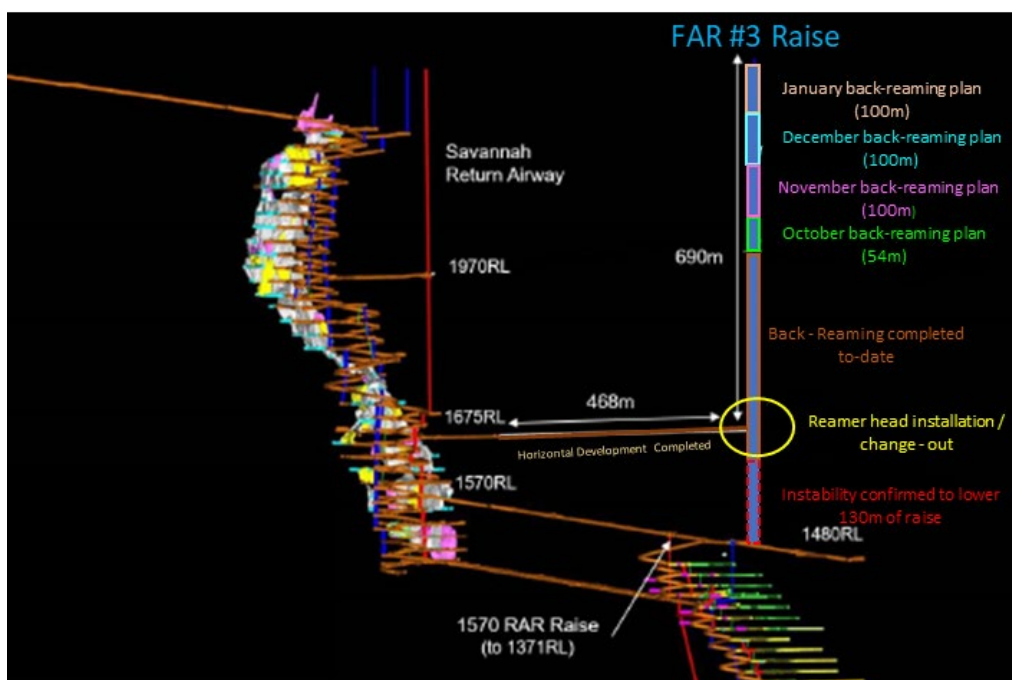 FAR #3 Raise
January back-reaming plan
(100m)
December back-reaming plan
(100m)
Savannah
Return Airway
November back-reaming plan
(100m)
October back-reaming plan
(54m)
690m
1970RL
Back - Reaming completed
to-date
468m
1675RL
Reamer head installation /
change - out
Horizontal Development Completed
1570RL
Instability confirmed to lower
130m of raise
1480RL
1570 RAR Raise
(to 1371RL)